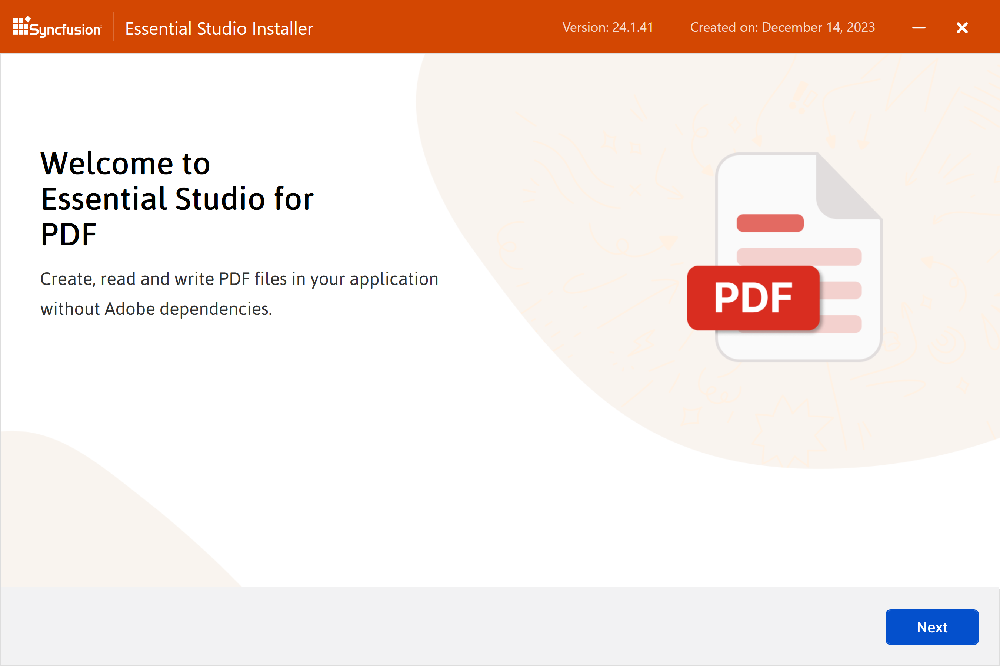 Syncfusion Essential Studio Installer Version: 24.1.41 Created on: December 14, 2023
Welcome to
Essential Studio for
PDF
Create, read and write PDF files in your application
without Adobe dependencies.
PDF
Next